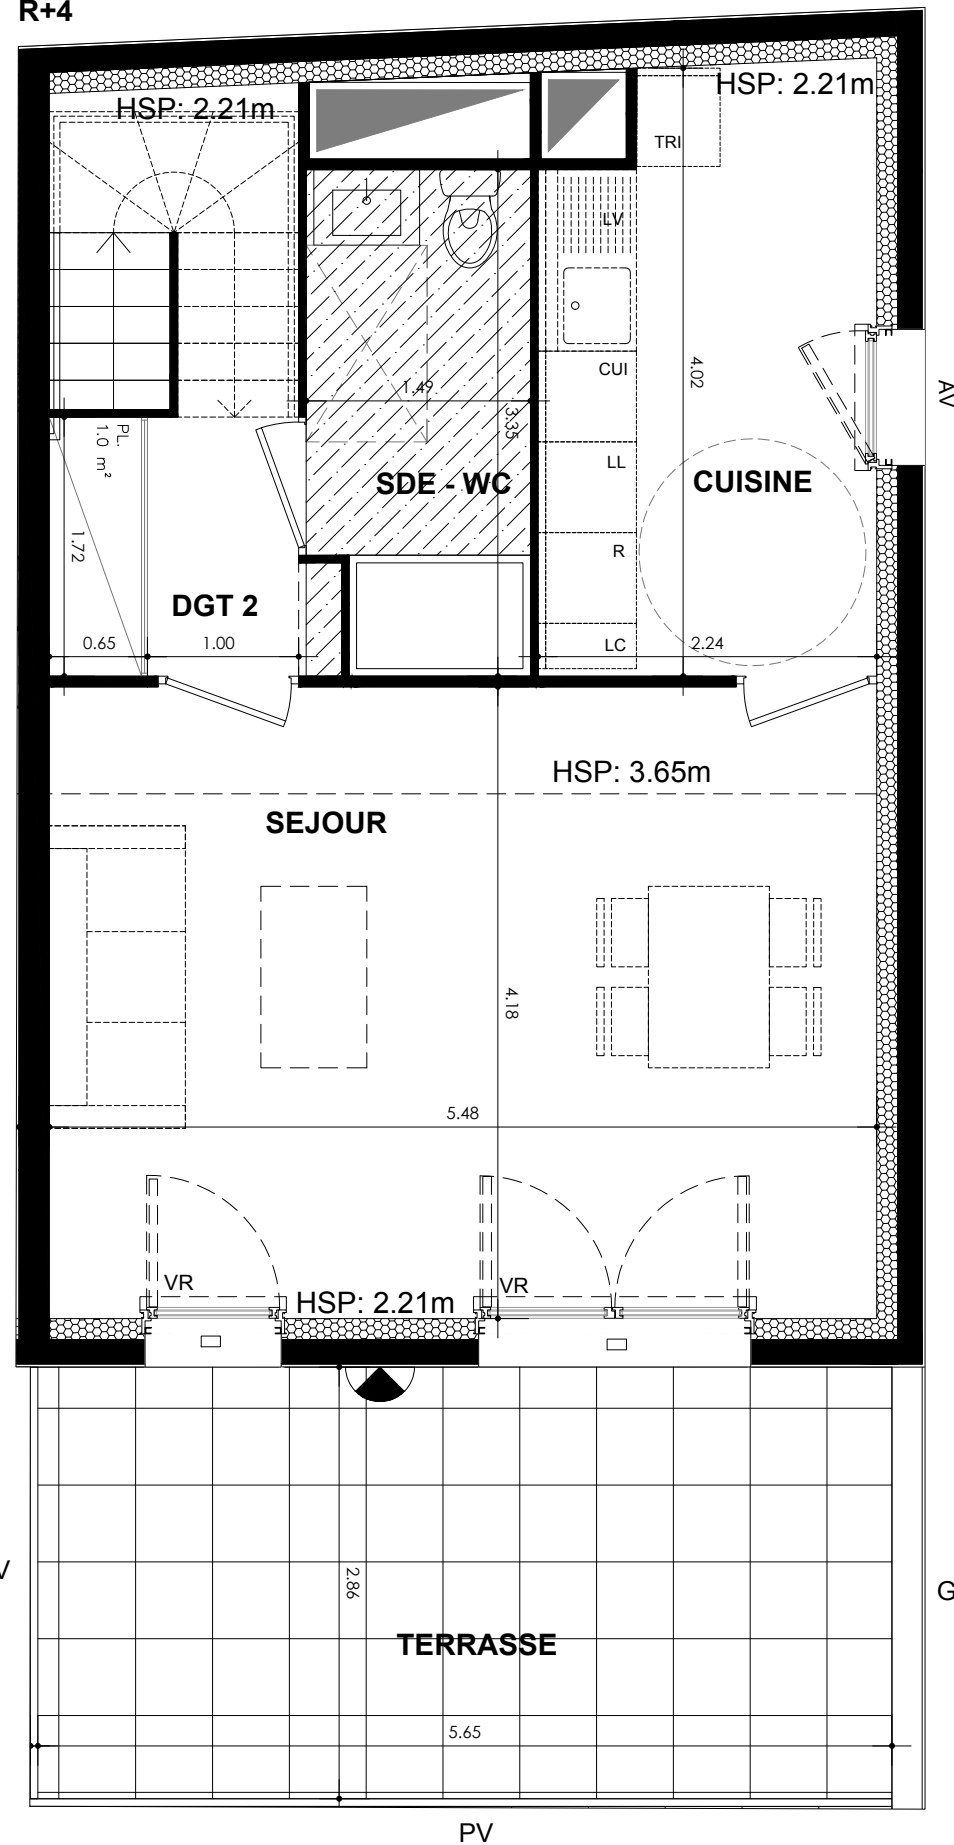 R+4
HSP: 2.21m
HSP: 2.21m
TRI
LV
CUI
4.02
AV
1.49
3.35
PL.
1.0 m²
LL
SDE - WC
CUISINE
1.72
R
DGT 2
0.65
1.00
LC
2.24
HSP: 3.65m
SEJOUR
4.18
5.48
VR
VR
HSP: 2.21m
2.86
V
G
TERRASSE
5.65
PV